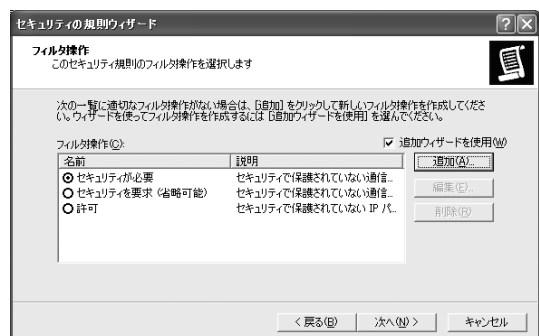 セキュリティの規則ウィザード
フィルタ操作
このセキュリティ規則のフィルタ操作を選択します
次の一覧に適切なフィルタ操作がない場合は、[追加] をクリックして新しいフィルタ操作を作成してくださ
い。ウィザードを使ってフィルタ操作を作成するには [追加ウィザードを使用] を選んでください。
フィルタ操作(C): 追加ウィザードを使用(W)
名前 説明 追加(A)...
セキュリティが必要 セキュリティで保護されていない通信... 編集(E)...
セキュリティを要求 (省略可能) セキュリティで保護されていない通信...
許可 セキュリティで保護されていない IP パ... 削除(R)
< 戻る(B) 次へ(N) > キャンセル